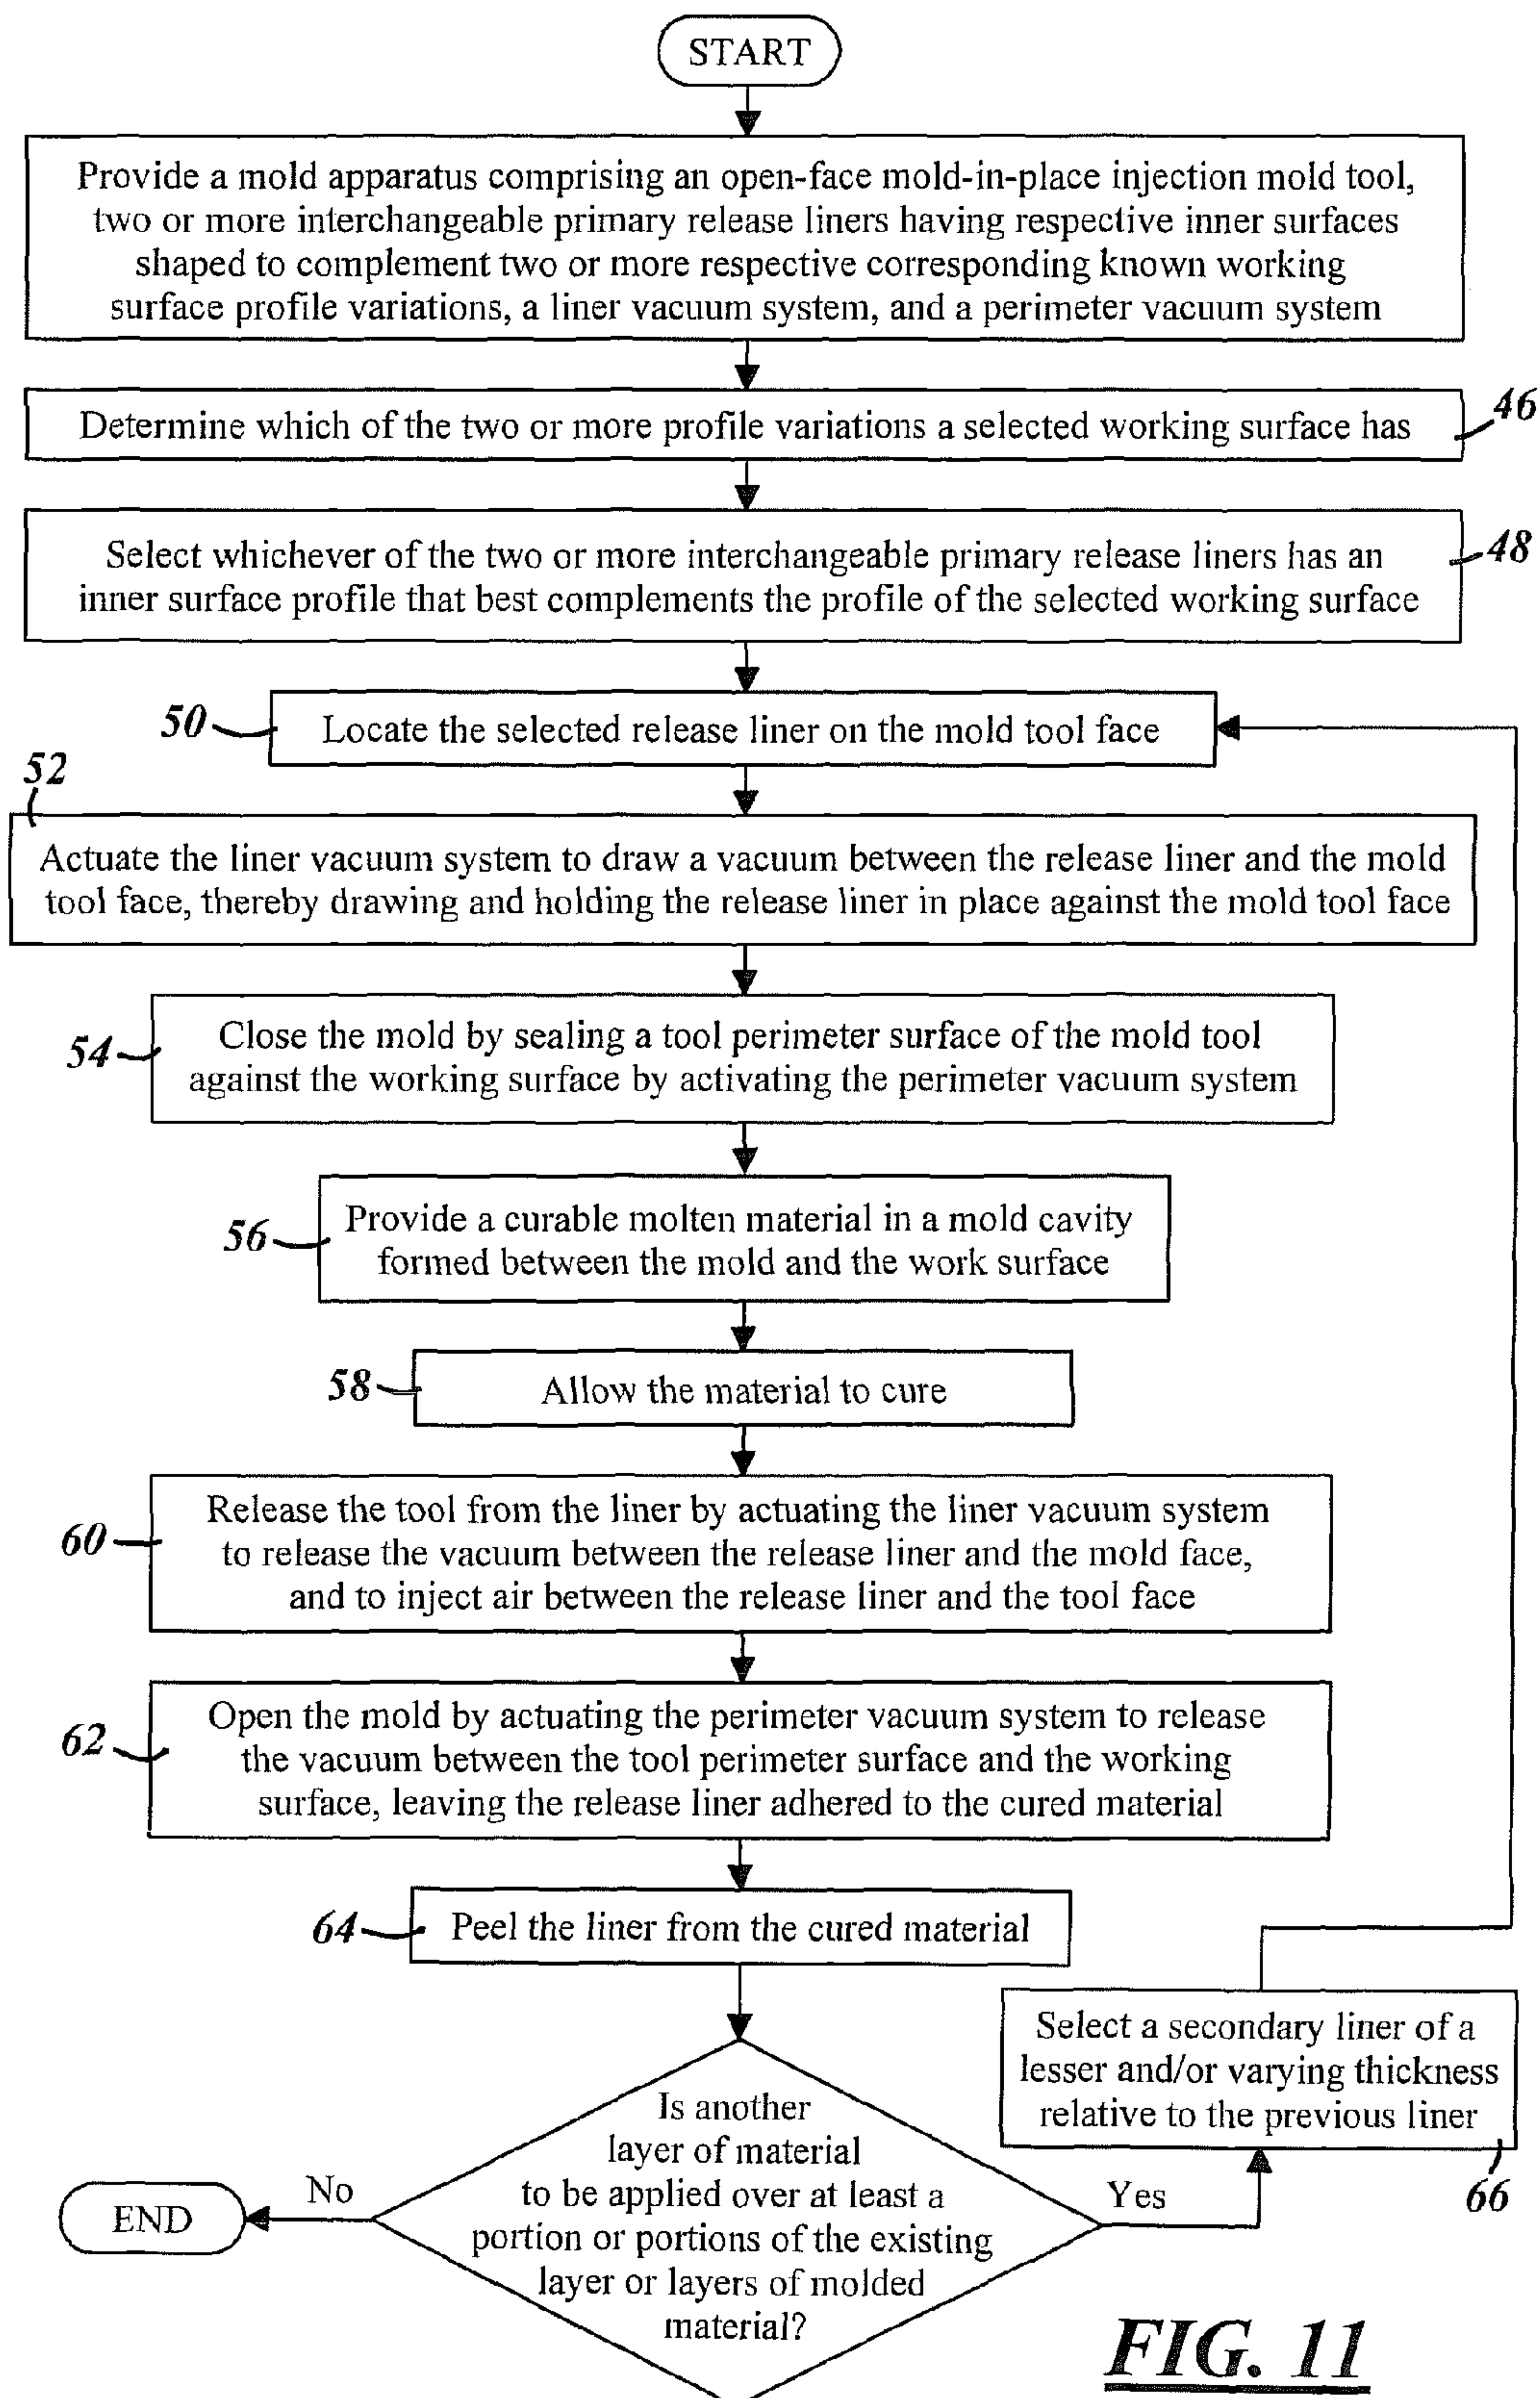 START
Provide a mold apparatus comprising an open-face mold-in-place injection mold tool,
two or more interchangeable primary release liners having respective inner surfaces
shaped to complement two or more respective corresponding known working
surface profile variations, a liner vacuum system, and a perimeter vacuum system
46
Determine which of the two or more profile variations a selected working surface has
48
Select whichever of the two or more interchangeable primary release liners has an
inner surface profile that best complements the profile of the selected working surface
50
Locate the selected release liner on the mold tool face
52
Actuate the liner vacuum system to draw a vacuum between the release liner and the mold
tool face, thereby drawing and holding the release liner in place against the mold tool face
54
Close the mold by sealing a tool perimeter surface of the mold tool
against the working surface by activating the perimeter vacuum system
56
Provide a curable molten material in a mold cavity
formed between the mold and the work surface
58
Allow the material to cure
60
Release the tool from the liner by actuating the liner vacuum system
to release the vacuum between the release liner and the mold face,
and to inject air between the release liner and the tool face
62
Open the mold by actuating the perimeter vacuum system to release
the vacuum between the tool perimeter surface and the working
surface, leaving the release liner adhered to the cured material
64
Peel the liner from the cured material
Select a secondary liner of a
lesser and/or varying thickness
relative to the previous liner
66
Is another
layer of material
to be applied over at least a
portion or portions of the existing
layer or layers of molded
material?
No
Yes
END
FIG. 11